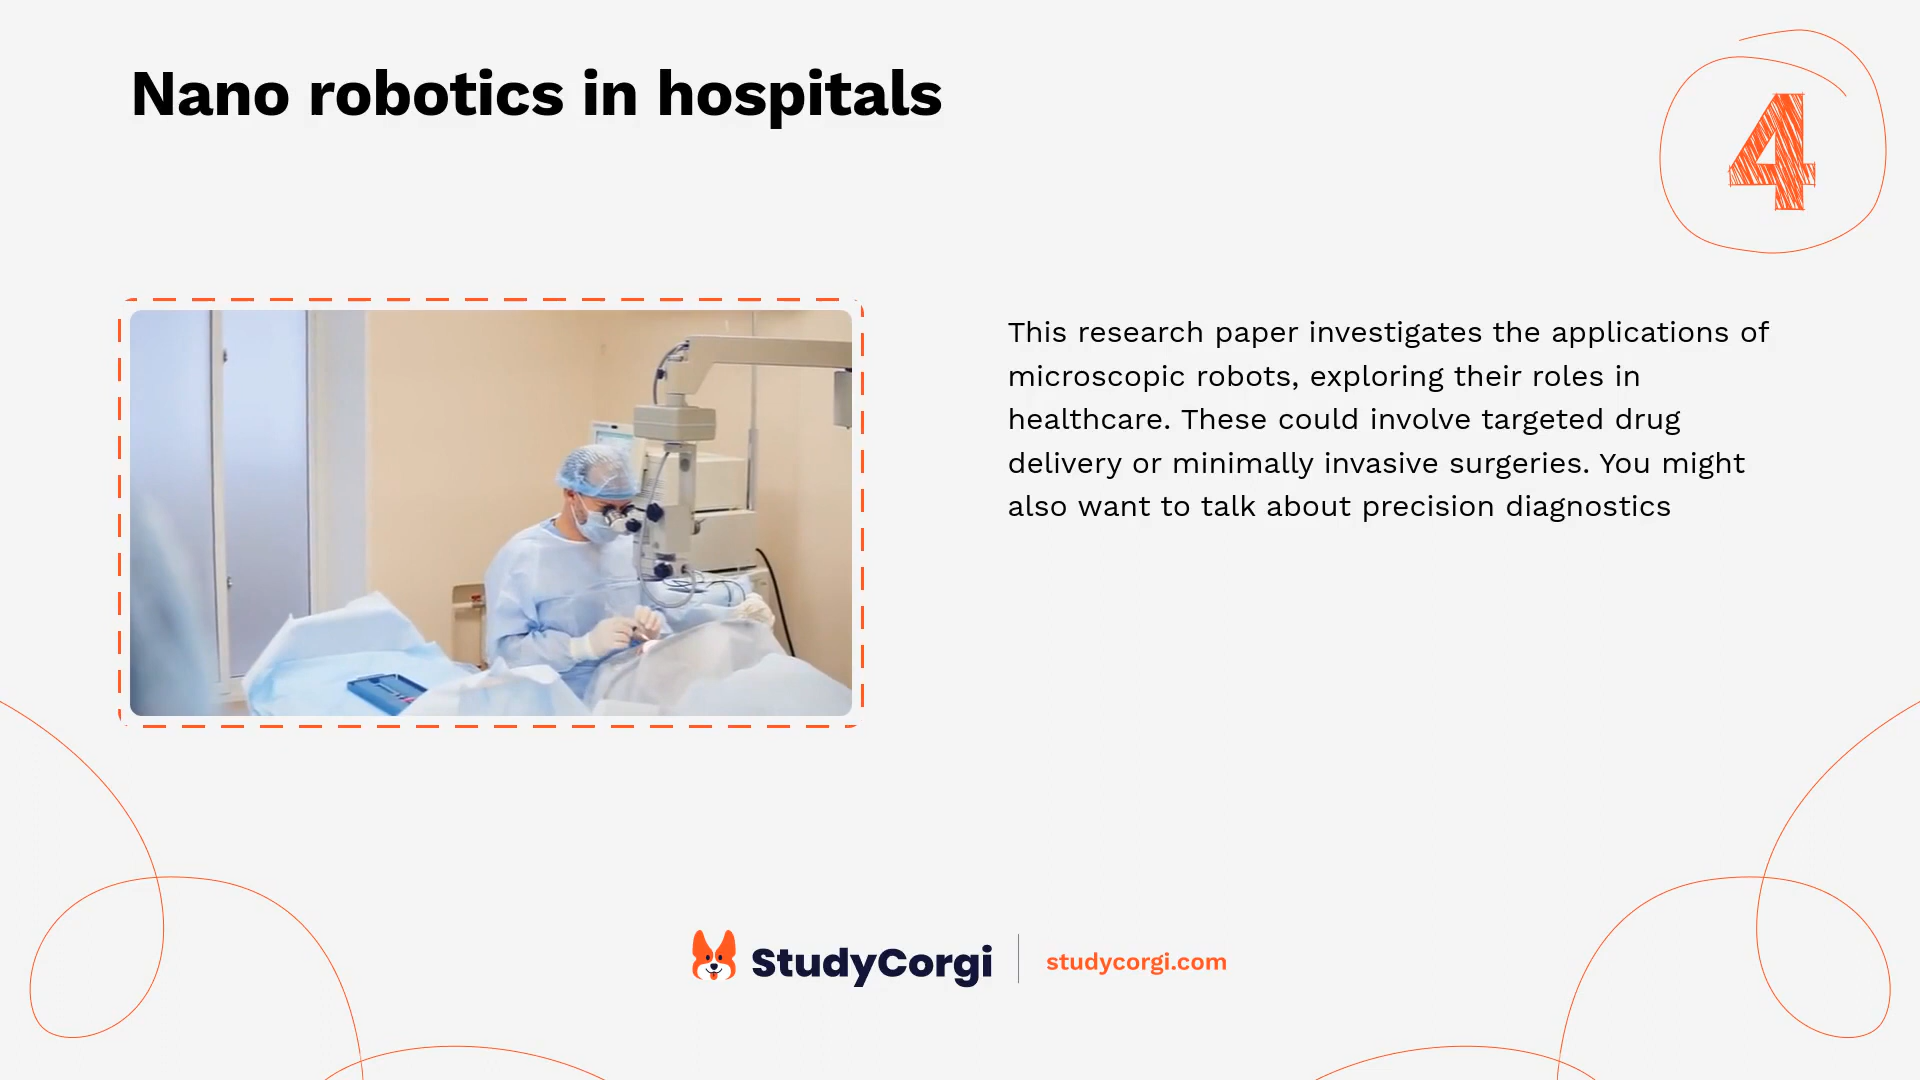 Nano robotics in hospitals
4
This research paper investigates the applications of
microscopic robots, exploring their roles in
healthcare. These could involve targeted drug
delivery or minimally invasive surgeries. You might
also want to talk about precision diagnostics
StudyCorgi
studycorgi.com